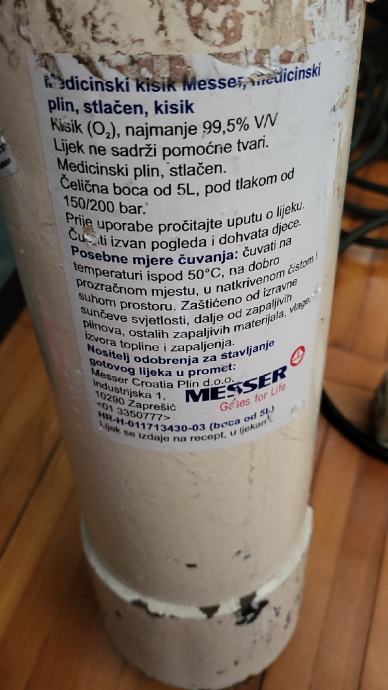 Medicinski kisik Messer, medicinski
plin, stlačen, kisik
Kisik (O₂), najmanje 99,5% V/V
Lijek ne sadrži pomoćne tvari.
Medicinski plin, stlačen.
Čelična boca od 5L, pod tlakom od
150/200 bar.
Prije uporabe pročitajte uputu o lijeku.
Čuvati izvan pogleda i dohvata djece.
Posebne mjere čuvanja: čuvati na
temperaturi ispod 50°C, na dobro
prozračnom mjestu, u natkrivenom čistom i
suhom prostoru. Zaštićeno od izravne
sunčeve svjetlosti, dalje od zapaljivih
plinova, ostalih zapaljivih materijala, vlage,
izvora topline i zapaljenja.
Nositelj odobrenja za stavljanje
gotovog lijeka u promet:
Messer Croatia Plin d.o.o.
Industrijska 1,
10290 Zaprešić
<01 3350777>
MESSER
Gases for Life
HR-H-011713430-03 (boca od 5L)
Lijek se izdaje na recept, u ljekarni.